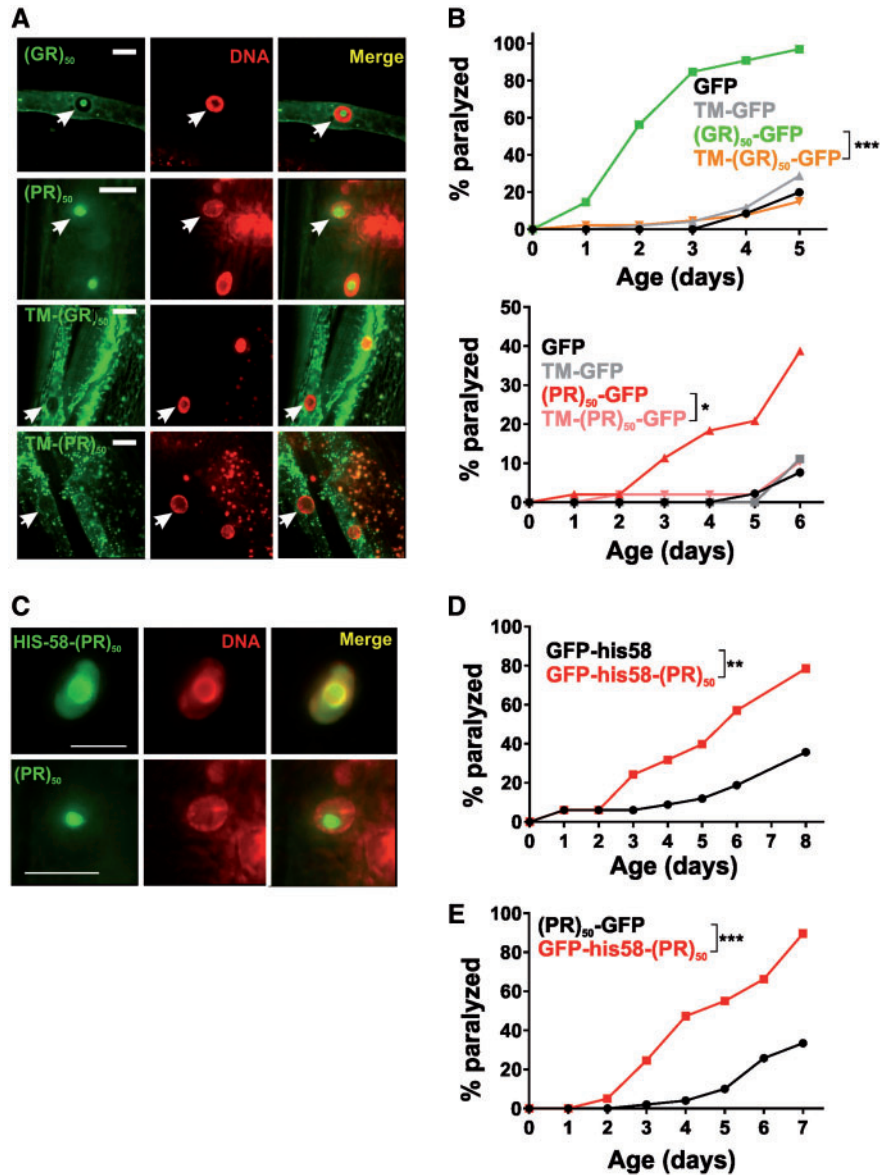 A
(GR)50
DNA
Merge
(PR)50
TM-(GR)50
TM-(PR)50
B
% paralyzed
100
80
60
40
20
0
GFP
TM-GFP
(GR)50-GFP
TM-(GR)50-GFP
***
0 1 2 3 4 5
Age (days)
% paralyzed
50
40
30
20
10
0
GFP
TM-GFP
(PR)50-GFP
TM-(PR)50-GFP
*
0 1 2 3 4 5 6
Age (days)
C
HIS-58-(PR)50
DNA
Merge
(PR)50
D
% paralyzed
100
80
60
40
20
0
GFP-his58
GFP-his58-(PR)50
**
0 1 2 3 4 5 6 7 8
Age (days)
E
% paralyzed
100
80
60
40
20
0
(PR)50-GFP
GFP-his58-(PR)50
***
0 1 2 3 4 5 6 7
Age (days)